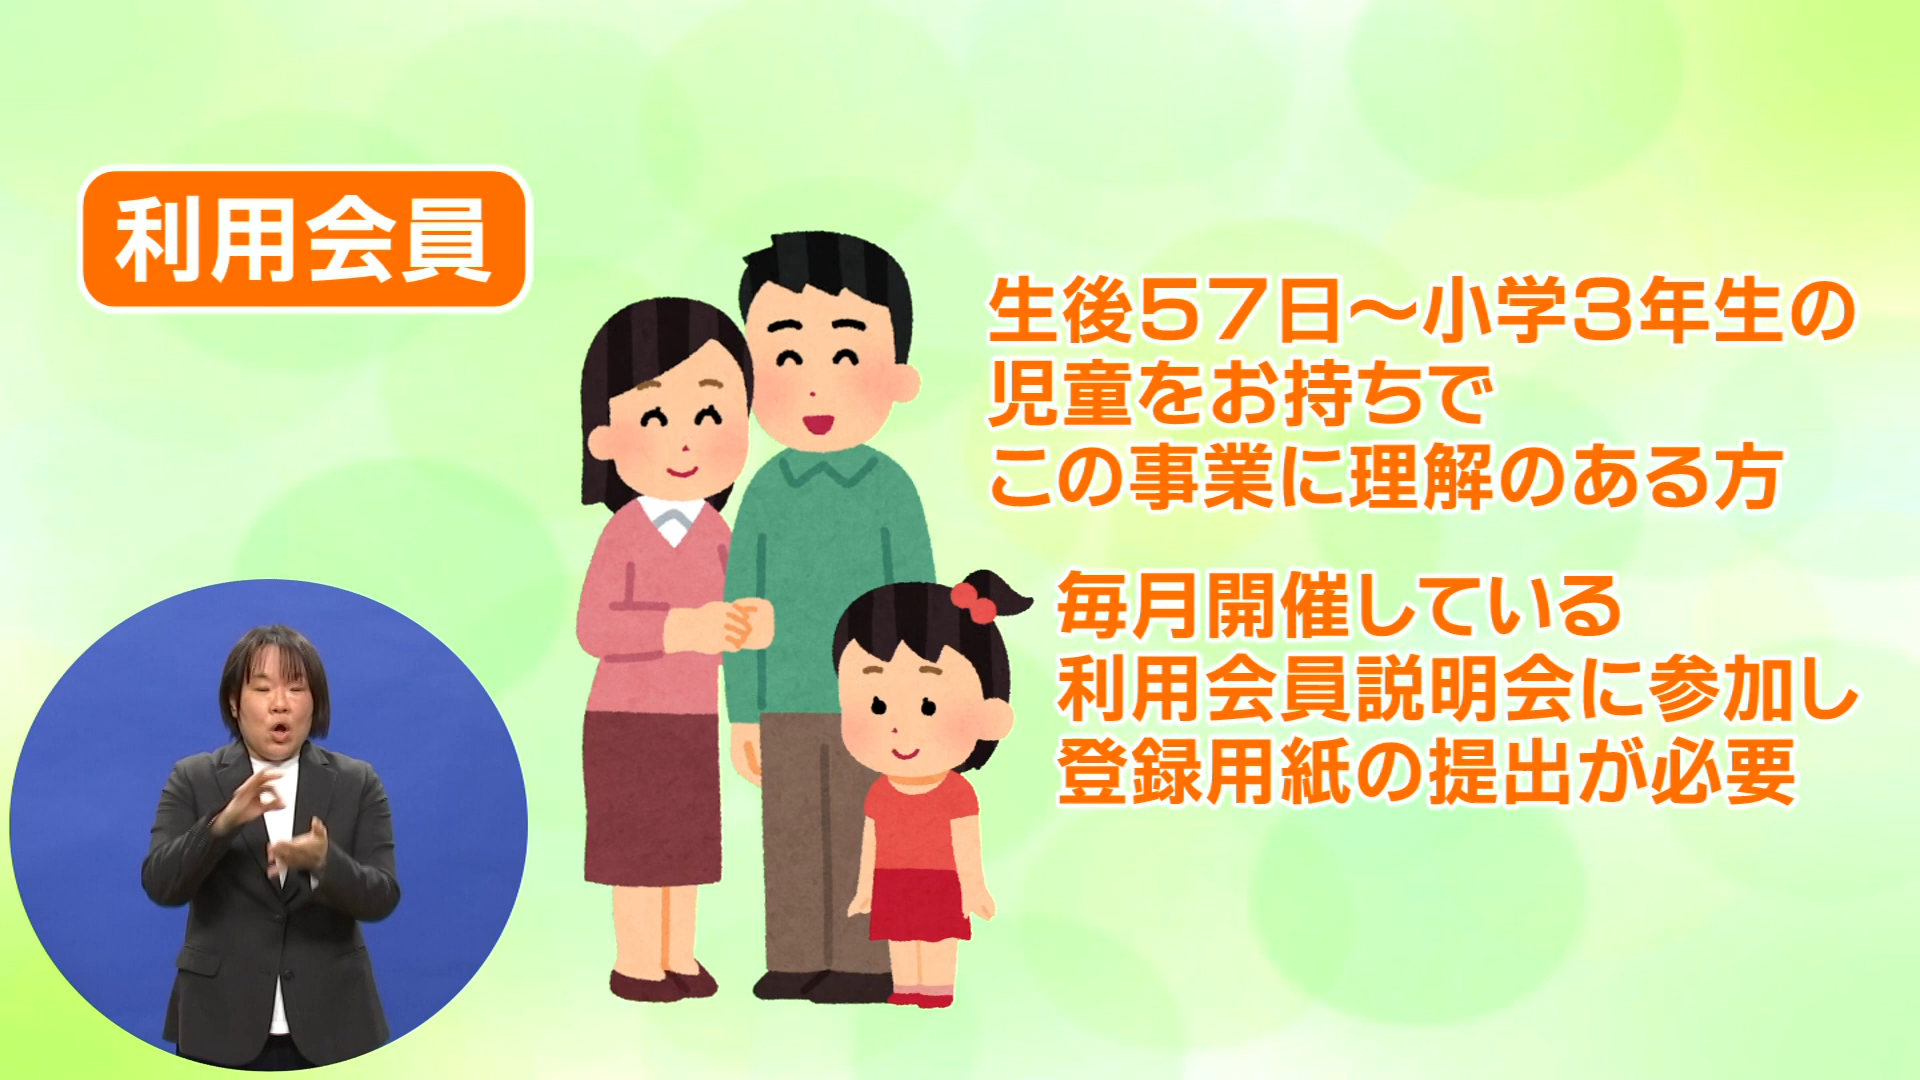 利用会員
生後57日～小学3年生の
児童をお持ちで
この事業に理解のある方
毎月開催している
利用会員説明会に参加し
登録用紙の提出が必要